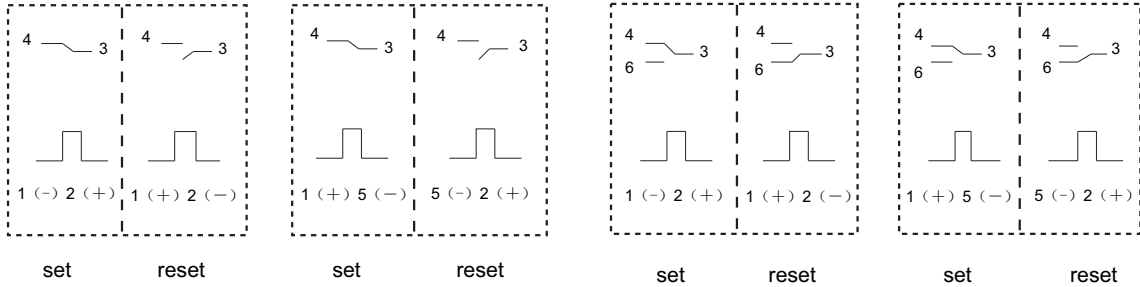 4 3 4 3
1 (-) 2 (+) 1 (+) 2 (—)
set reset
4 3 4 3
1 (+) 5 (—) 5 (-) 2 (+)
set reset
4 3 4 3
6 6
1 (-) 2 (+) 1 (+) 2 (—)
set reset
4 3 4 3
6 6
1 (+) 5 (—) 5 (-) 2 (+)
set reset